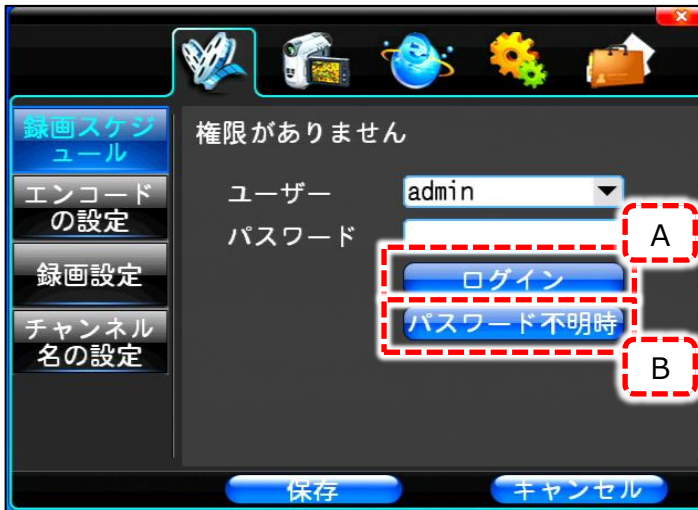 録画スケジ
ュール
エンコード
の設定
録画設定
チャンネル
名の設定
権限がありません
ユーザー admin
パスワード
A
ログイン
パスワード不明時
B
保存 キャンセル